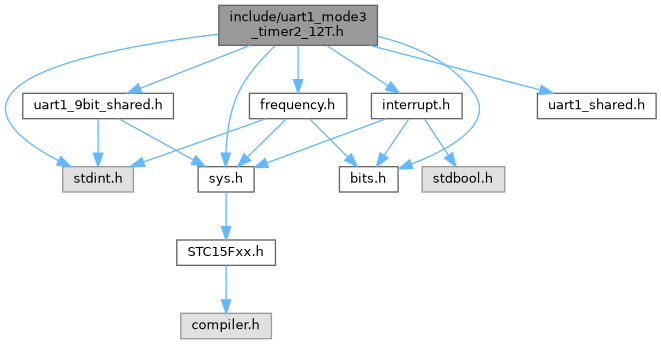 include/uart1_mode3
_timer2_12T.h
uart1_9bit_shared.h
frequency.h
interrupt.h
uart1_shared.h
stdint.h
sys.h
bits.h
stdbool.h
STC15Fxx.h
compiler.h